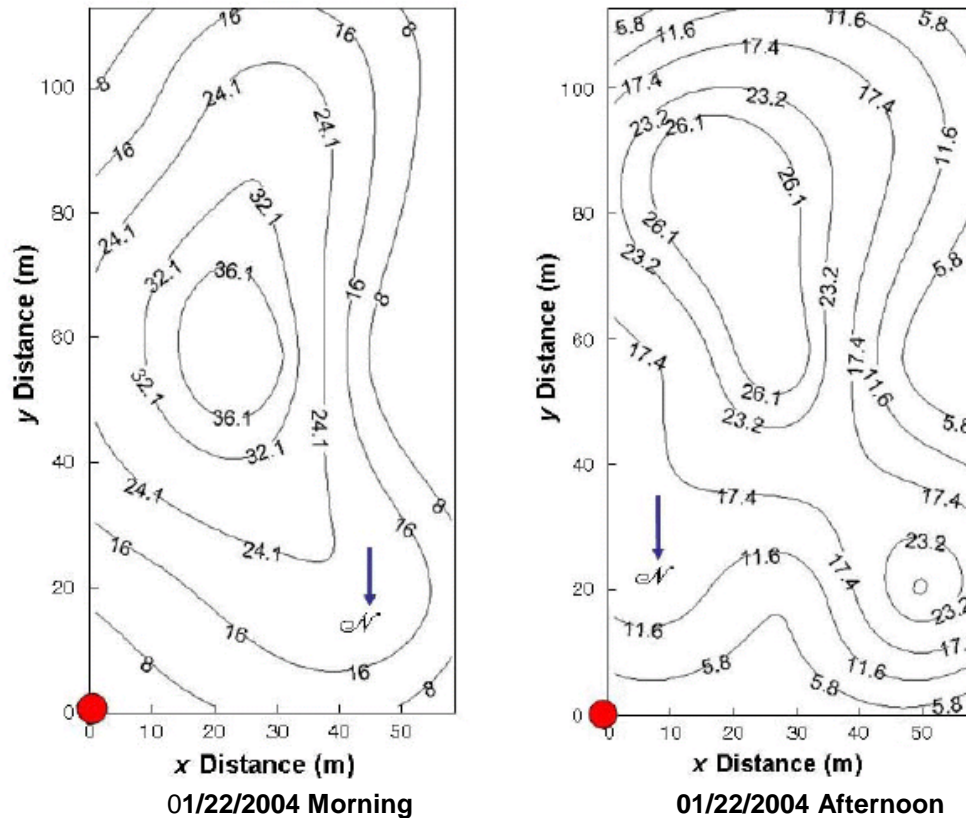 8 16 16 8 5.8 11.6 11.6 5.8
100 8 24.1 24.1 16 100 17.4 23.2 23.2 26.1 17.4 11.6
80 24.1 32.1 32.1 80 26.1 26.1 23.2 5.8
36.1 16 8 23.2
60 32.1 60 17.4 17.4 11.6
36.1 26.1
32.1 24.1 23.2 5.8
40 24.1 40
8 17.4 17.4
24.1 16 23.2
20 16 N 20 N 11.6 17.4
8 16 11.6 23.2
8 5.8 11.6 5.8 17.4
0 0 5.8
0 10 20 30 40 50 0 10 20 30 40 50
y Distance (m) y Distance (m)
x Distance (m) x Distance (m)
01/22/2004 Morning 01/22/2004 Afternoon